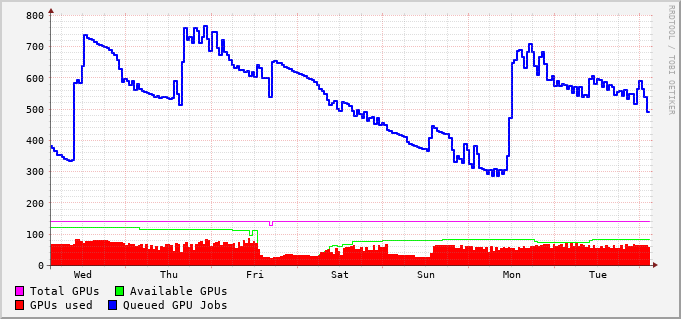 800
700
600
500
400
300
200
100
0
Wed Thu Fri Sat Sun Mon Tue
RRDTOOL / TOBI OETIKER
Total GPUs Available GPUs
GPUs used Queued GPU Jobs